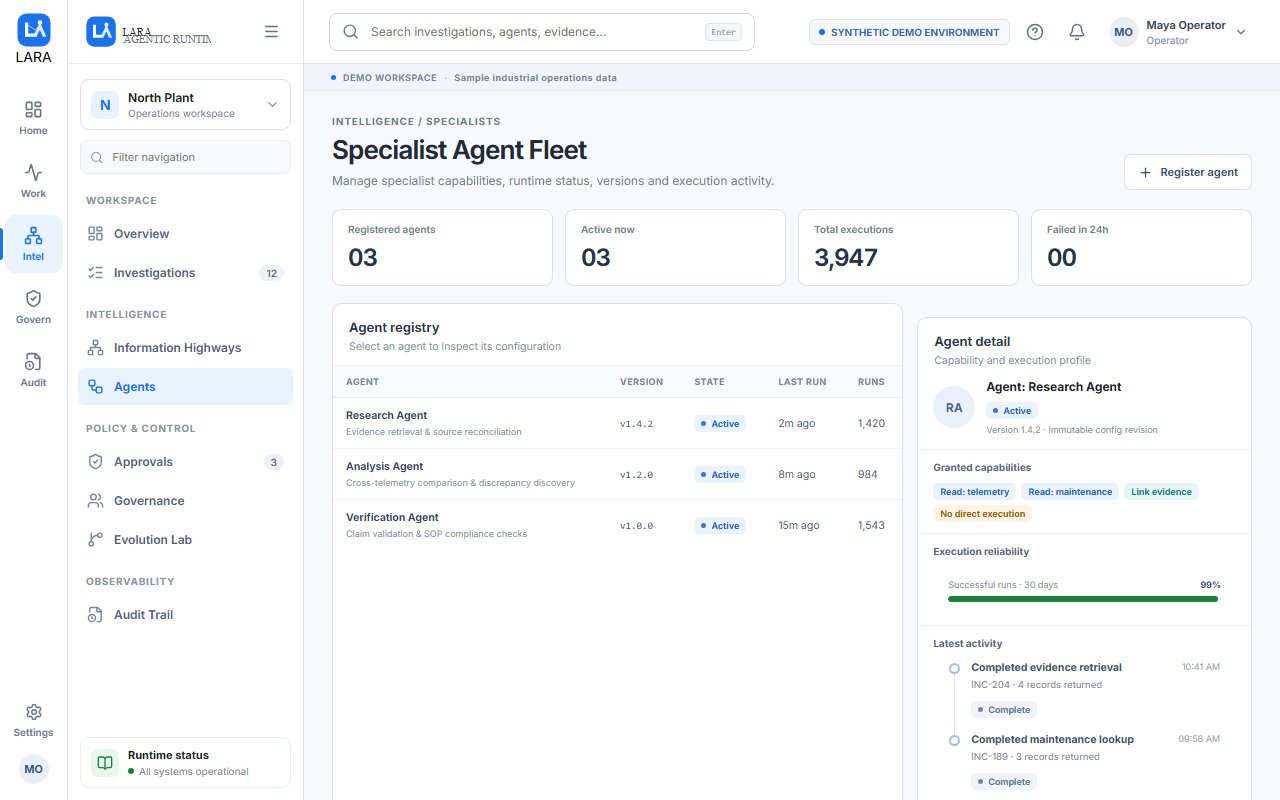 LARA
Home
Work
Intel
Govern
Audit
Settings
MO
LARA
AGENTIC RUNTIM
N
North Plant
Operations workspace
Filter navigation
WORKSPACE
Overview
Investigations
12
INTELLIGENCE
Information Highways
Agents
POLICY & CONTROL
Approvals
3
Governance
Evolution Lab
OBSERVABILITY
Audit Trail
Runtime status
All systems operational
Search investigations, agents, evidence...
Enter
SYNTHETIC DEMO ENVIRONMENT
MO
Maya Operator
Operator
DEMO WORKSPACE · Sample industrial operations data
INTELLIGENCE / SPECIALISTS
Specialist Agent Fleet
Manage specialist capabilities, runtime status, versions and execution activity.
Register agent
Registered agents
03
Active now
03
Total executions
3,947
Failed in 24h
00
Agent registry
Select an agent to inspect its configuration
AGENT VERSION STATE LAST RUN RUNS
Research Agent
Evidence retrieval & source reconciliation
v1.4.2 Active 2m ago 1,420
Analysis Agent
Cross-telemetry comparison & discrepancy discovery
v1.2.0 Active 8m ago 984
Verification Agent
Claim validation & SOP compliance checks
v1.0.0 Active 15m ago 1,543
Agent detail
Capability and execution profile
RA
Agent: Research Agent
Active
Version 1.4.2 · Immutable config revision
Granted capabilities
Read: telemetry Read: maintenance Link evidence
No direct execution
Execution reliability
Successful runs · 30 days 99%
Latest activity
Completed evidence retrieval 10:41 AM
INC-204 · 4 records returned
Complete
Completed maintenance lookup 09:58 AM
INC-189 · 3 records returned
Complete